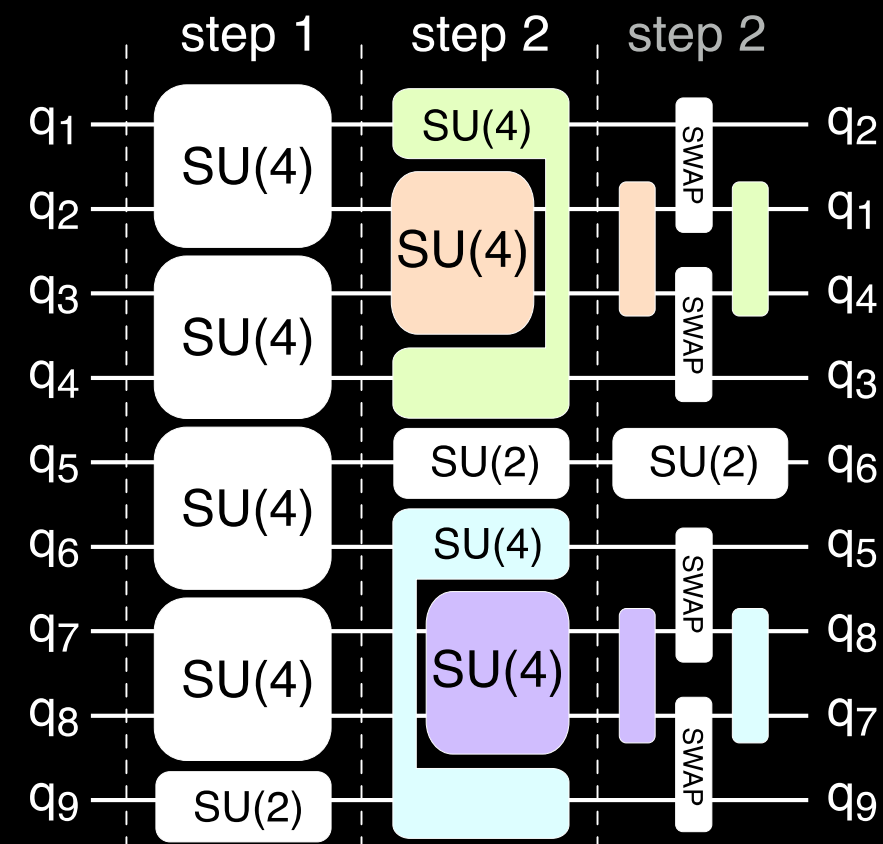 step 1 step 2 step 2
q1 SU(4) SU(4) SWAP q2
q2 SU(4) q1
q3 SU(4) SWAP q4
q4 q3
q5 SU(4) SU(2) SU(2) q6
q6 SU(4) SWAP q5
q7 SU(4) SU(4) q8
q8 SWAP q7
q9 SU(2) q9